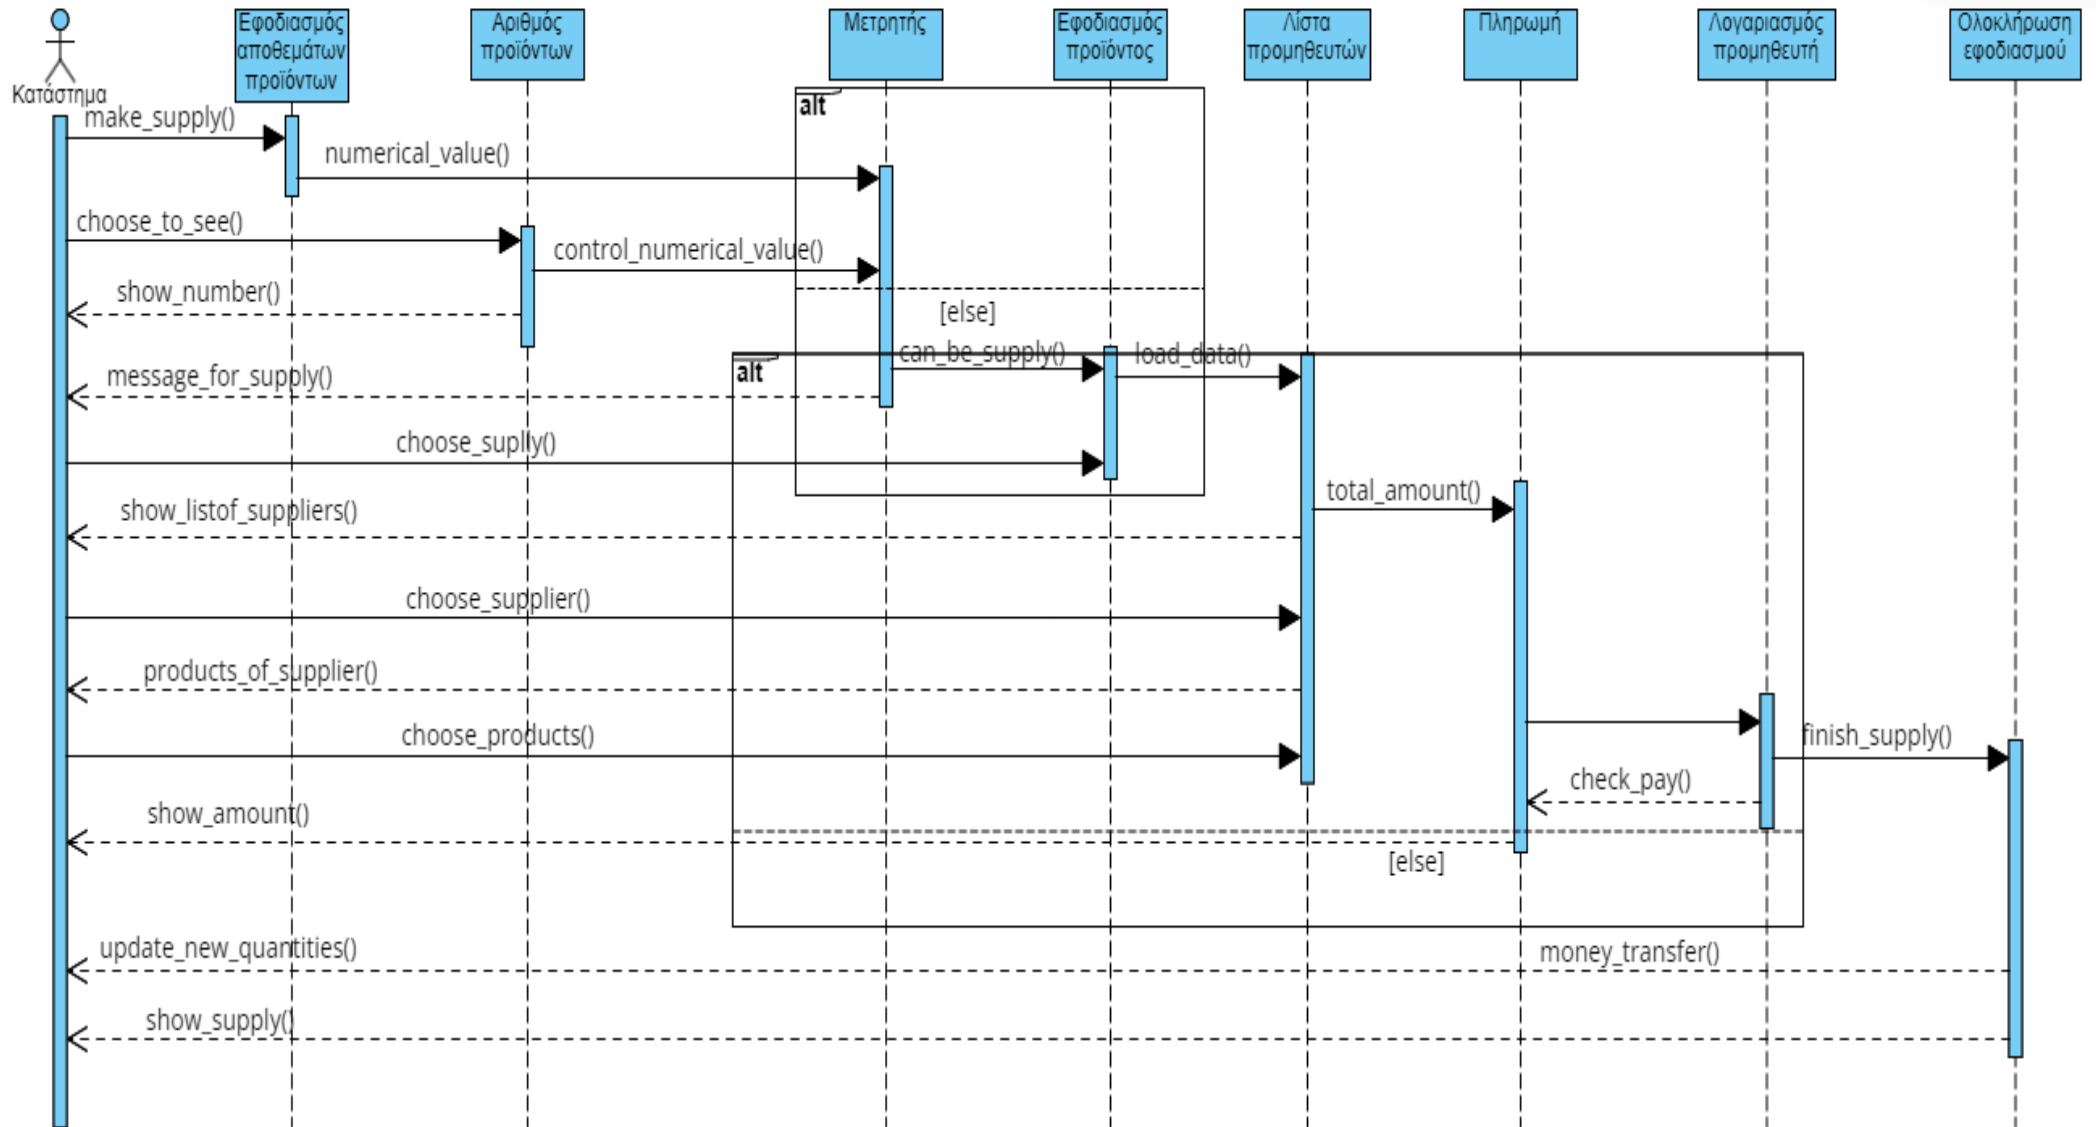 Κατάστημα
Εφοδιασμός
αποθεμάτων
προϊόντων
Αριθμός
προϊόντων
Μετρητής
Εφοδιασμός
προϊόντος
Λίστα
προμηθευτών
Πληρωμή
Λογαριασμός
προμηθευτή
Ολοκλήρωση
εφοδιασμού
alt
make_supply()
numerical_value()
choose_to_see()
control_numerical_value()
show_number()
[else]
can_be_supply()
load_data()
alt
message_for_supply()
choose_suplly()
total_amount()
show_listof_suppliers()
choose_supplier()
products_of_supplier()
choose_products()
finish_supply()
check_pay()
show_amount()
[else]
update_new_quantities()
money_transfer()
show_supply()